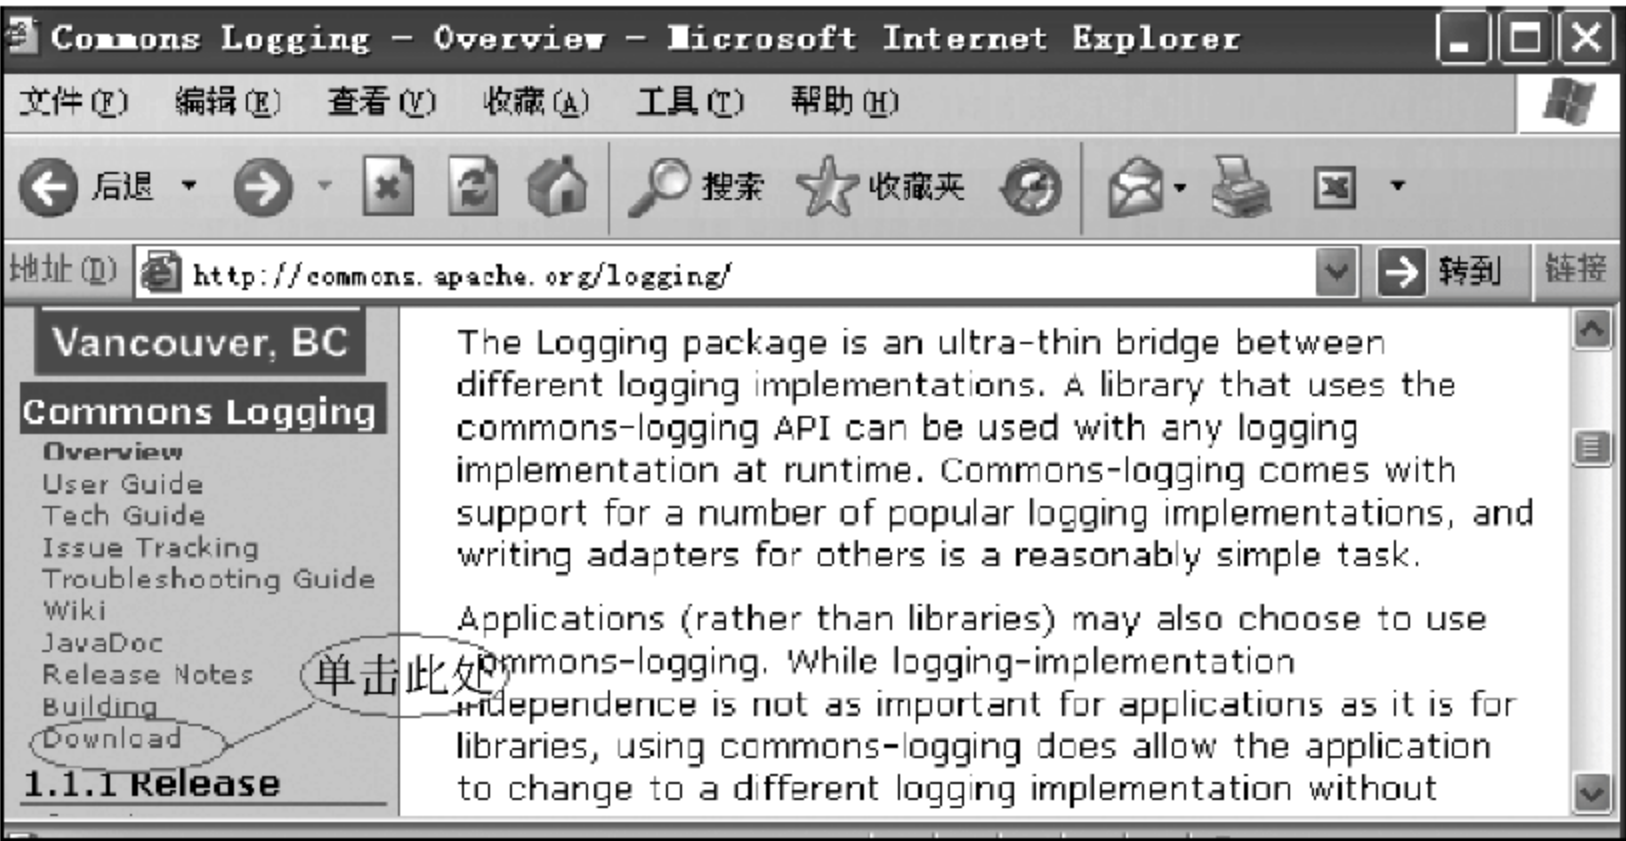 Commons Logging - Overview - Microsoft Internet Explorer
文件(F) 编辑(E) 查看(V) 收藏(A) 工具(T) 帮助(H)
后退 搜索 收藏夹
地址(D) http://commons.apache.org/logging/ 转到 链接
Vancouver, BC
Commons Logging
Overview
User Guide
Tech Guide
Issue Tracking
Troubleshooting Guide
Wiki
JavaDoc
Release Notes
Building
Download
1.1.1 Release
单击此处
The Logging package is an ultra-thin bridge between
different logging implementations. A library that uses the
commons-logging API can be used with any logging
implementation at runtime. Commons-logging comes with
support for a number of popular logging implementations, and
writing adapters for others is a reasonably simple task.
Applications (rather than libraries) may also choose to use
commons-logging. While logging-implementation
independence is not as important for applications as it is for
libraries, using commons-logging does allow the application
to change to a different logging implementation without